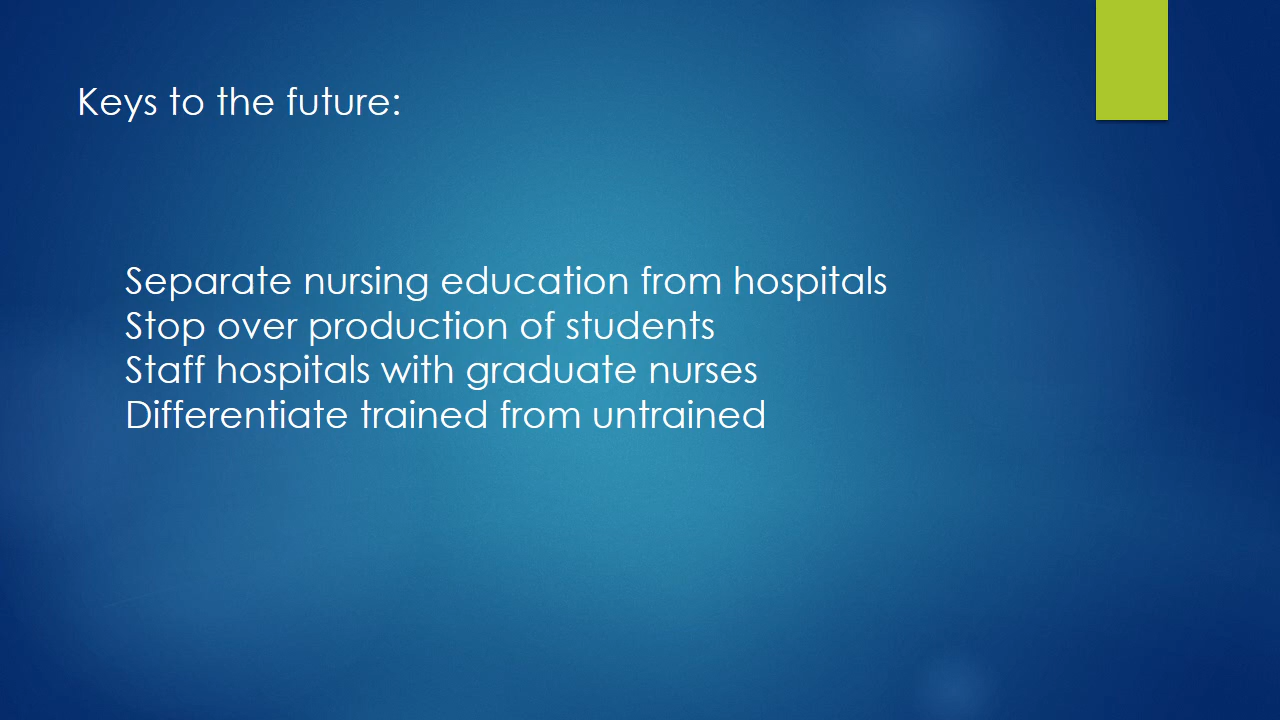 Keys to the future:
Separate nursing education from hospitals
Stop over production of students
Staff hospitals with graduate nurses
Differentiate trained from untrained